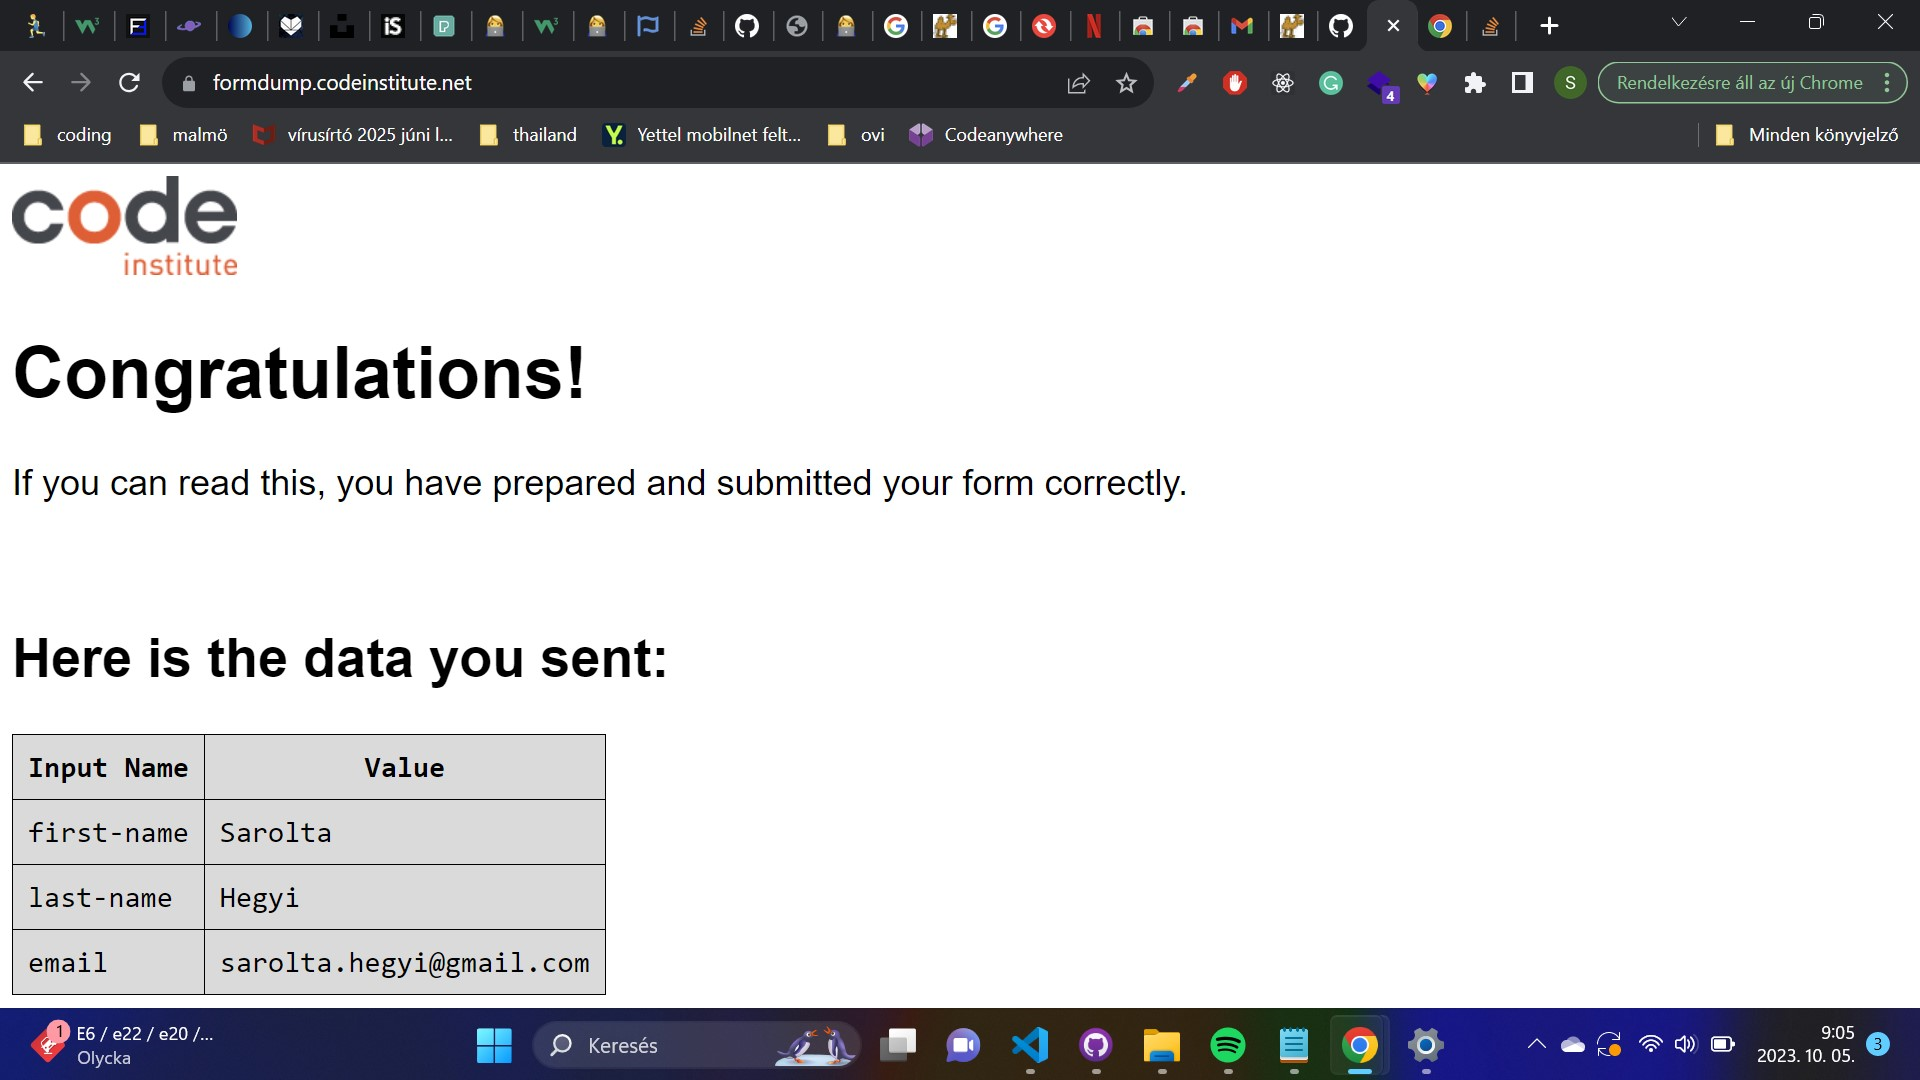 formdump.codeinstitute.net
4
S
Rendelkezésre áll az új Chrome
coding
malmö
vírusírtó 2025 júni l...
thailand
Yettel mobilnet felt...
ovi
Codeanywhere
Minden könyvjelző
code
institute
Congratulations!
If you can read this, you have prepared and submitted your form correctly.
Here is the data you sent:
Input Name Value
first-name Sarolta
last-name Hegyi
email sarolta.hegyi@gmail.com
1
E6 / e22 / e20 /...
Olycka
Keresés
9:05
2023. 10. 05.
3